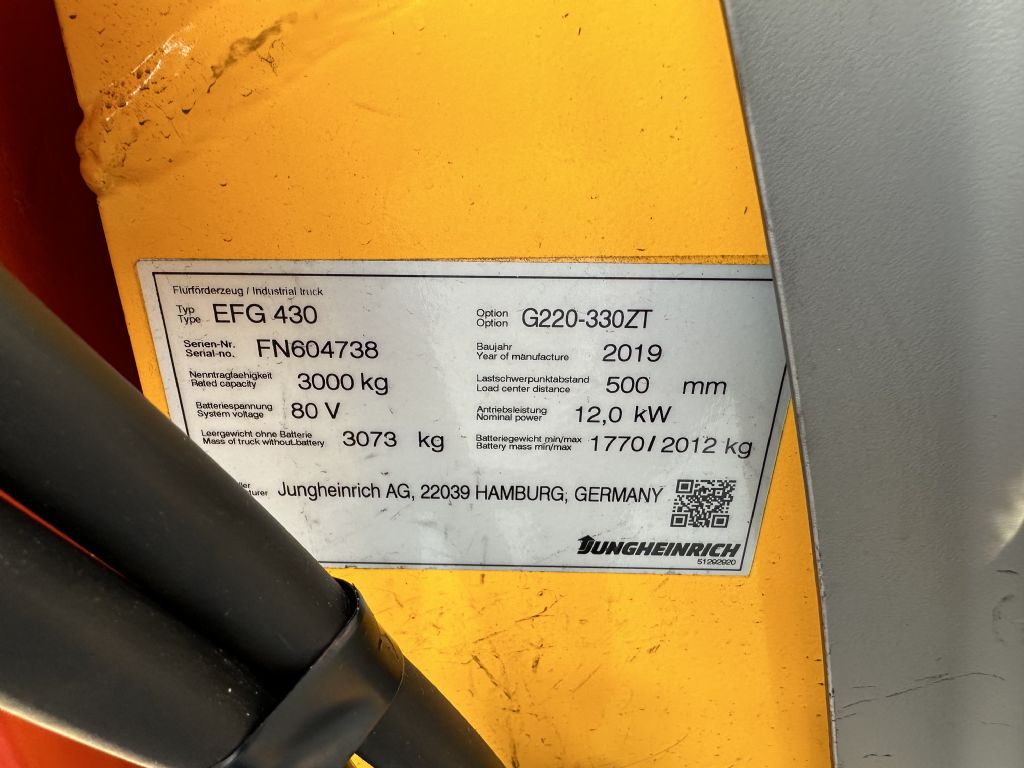 Flurförderzeug / Industrial truck
Typ
Type EFG 430
Option
Option G220-330ZT
Serien-Nr.
Serial-no. FN604738
Baujahr
Year of manufacture 2019
Nenntragfaehigkeit
Rated capacity 3000 kg
Lastschwerpunktabstand
Load center distance 500 mm
Batteriespannung
System voltage 80 V
Antriebsleistung
Nominal power 12,0 kW
Leergewicht ohne Batterie
Mass of truck without battery 3073 kg
Batteriegewicht min/max
Battery mass min/max 1770 / 2012 kg
Jungheinrich AG, 22039 HAMBURG, GERMANY
JUNGHEINRICH
51292920